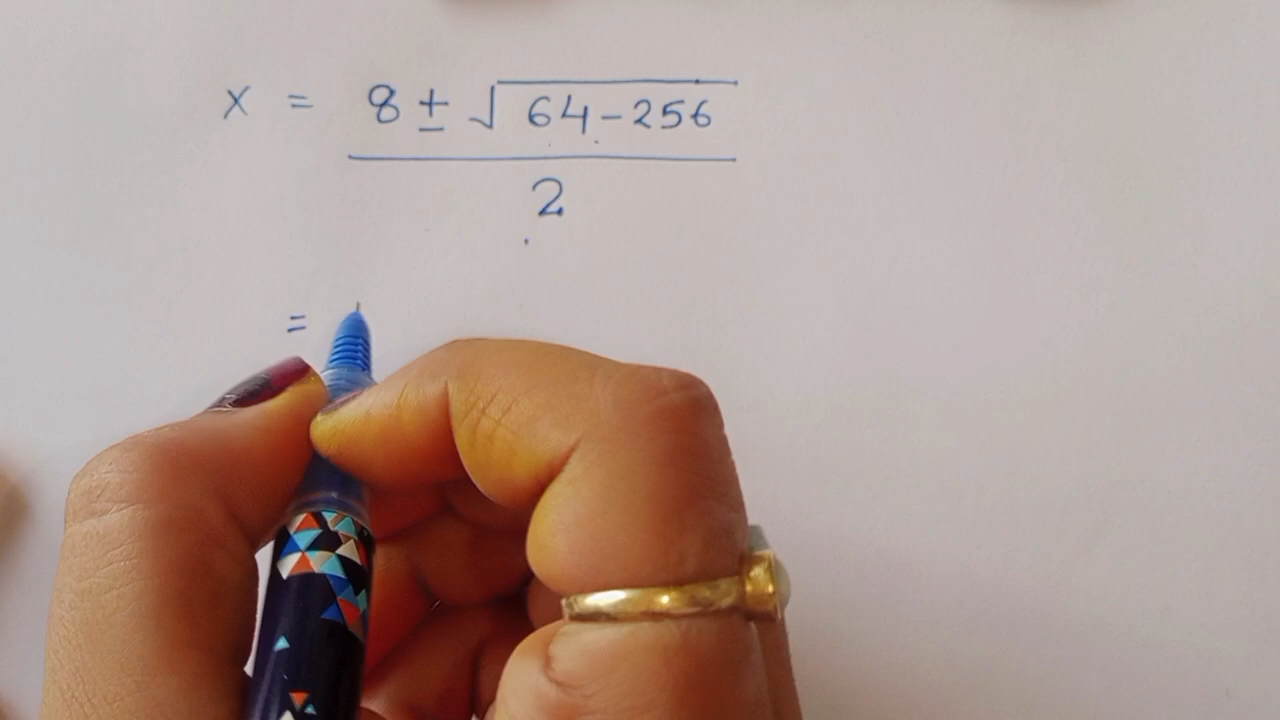 x = 8 ± √64-256
2
=